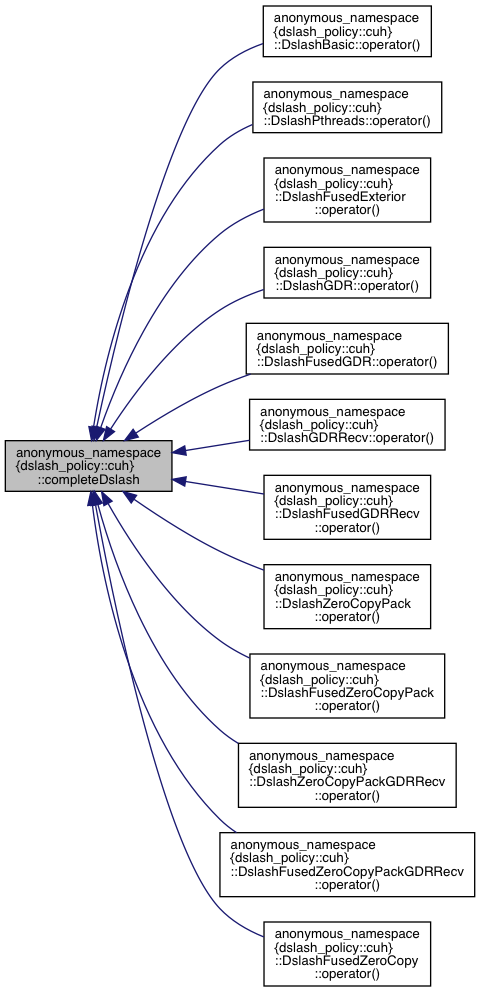 anonymous_namespace
{dslash_policy::cuh}
::DslashBasic::operator()
anonymous_namespace
{dslash_policy::cuh}
::DslashPthreads::operator()
anonymous_namespace
{dslash_policy::cuh}
::DslashFusedExterior
::operator()
anonymous_namespace
{dslash_policy::cuh}
::DslashGDR::operator()
anonymous_namespace
{dslash_policy::cuh}
::DslashFusedGDR::operator()
anonymous_namespace
{dslash_policy::cuh}
::DslashGDRRecv::operator()
anonymous_namespace
{dslash_policy::cuh}
::completeDslash
anonymous_namespace
{dslash_policy::cuh}
::DslashFusedGDRRecv
::operator()
anonymous_namespace
{dslash_policy::cuh}
::DslashZeroCopyPack
::operator()
anonymous_namespace
{dslash_policy::cuh}
::DslashFusedZeroCopyPack
::operator()
anonymous_namespace
{dslash_policy::cuh}
::DslashZeroCopyPackGDRRecv
::operator()
anonymous_namespace
{dslash_policy::cuh}
::DslashFusedZeroCopyPackGDRRecv
::operator()
anonymous_namespace
{dslash_policy::cuh}
::DslashFusedZeroCopy
::operator()